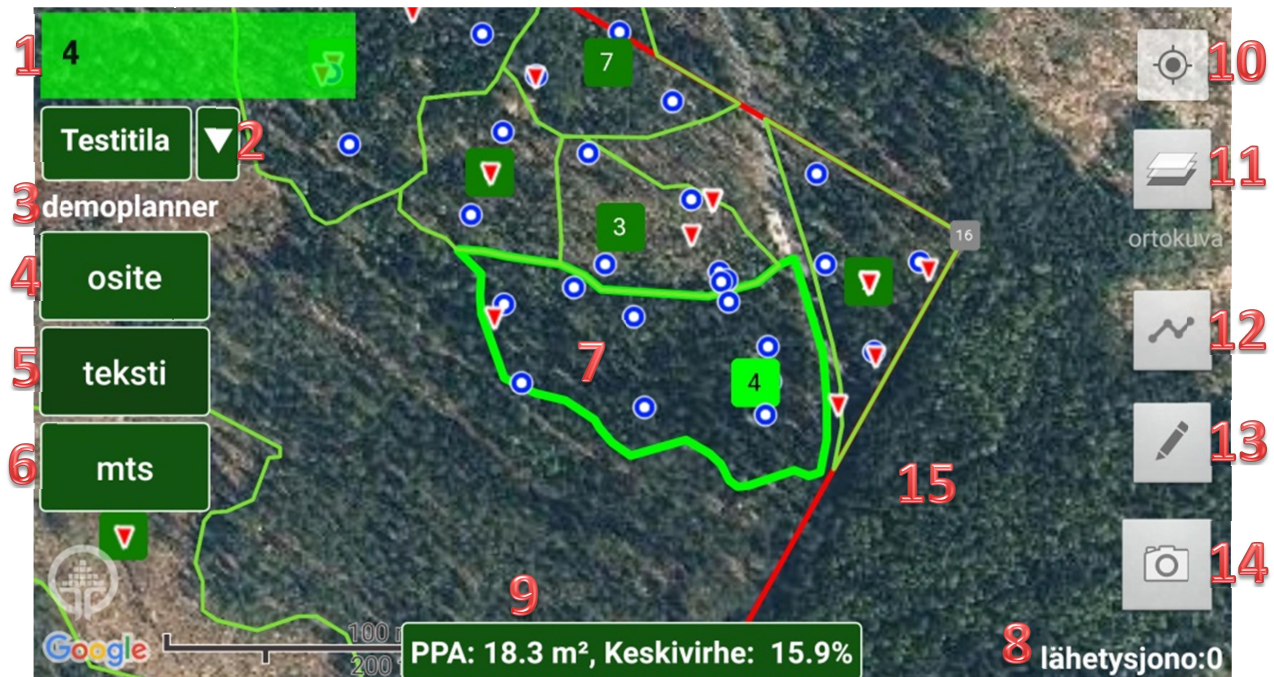 1 4 7 10
Testitila 2
11
3 demoplanner
3
16
ortokuva
4 osite
12
5 teksti
7
4
13
6 mts
15
14
9
Google
100
200
PPA: 18.3 m², Keskivirhe: 15.9%
8 lähetysjono:0